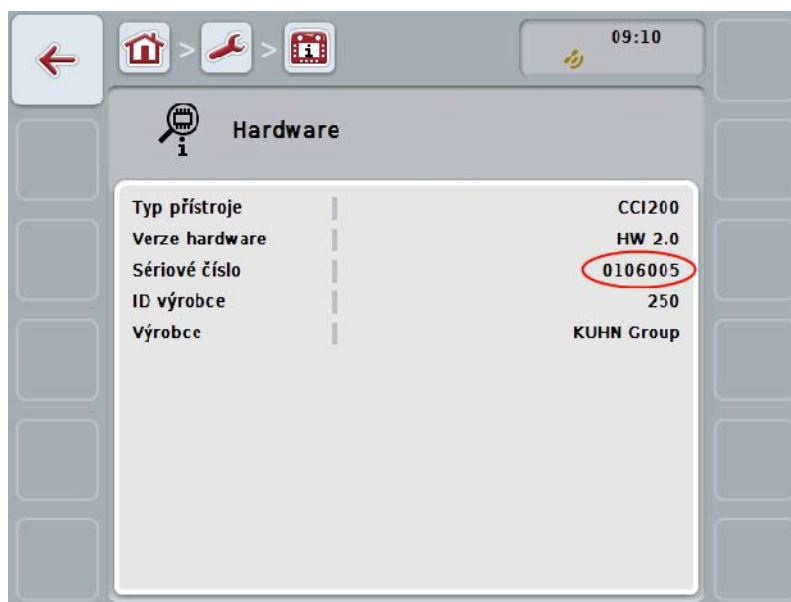 09:10
Hardware
Typ přístroje CCI200
Verze hardware HW 2.0
Sériové číslo 0106005
ID výrobce 250
Výrobce KUHN Group